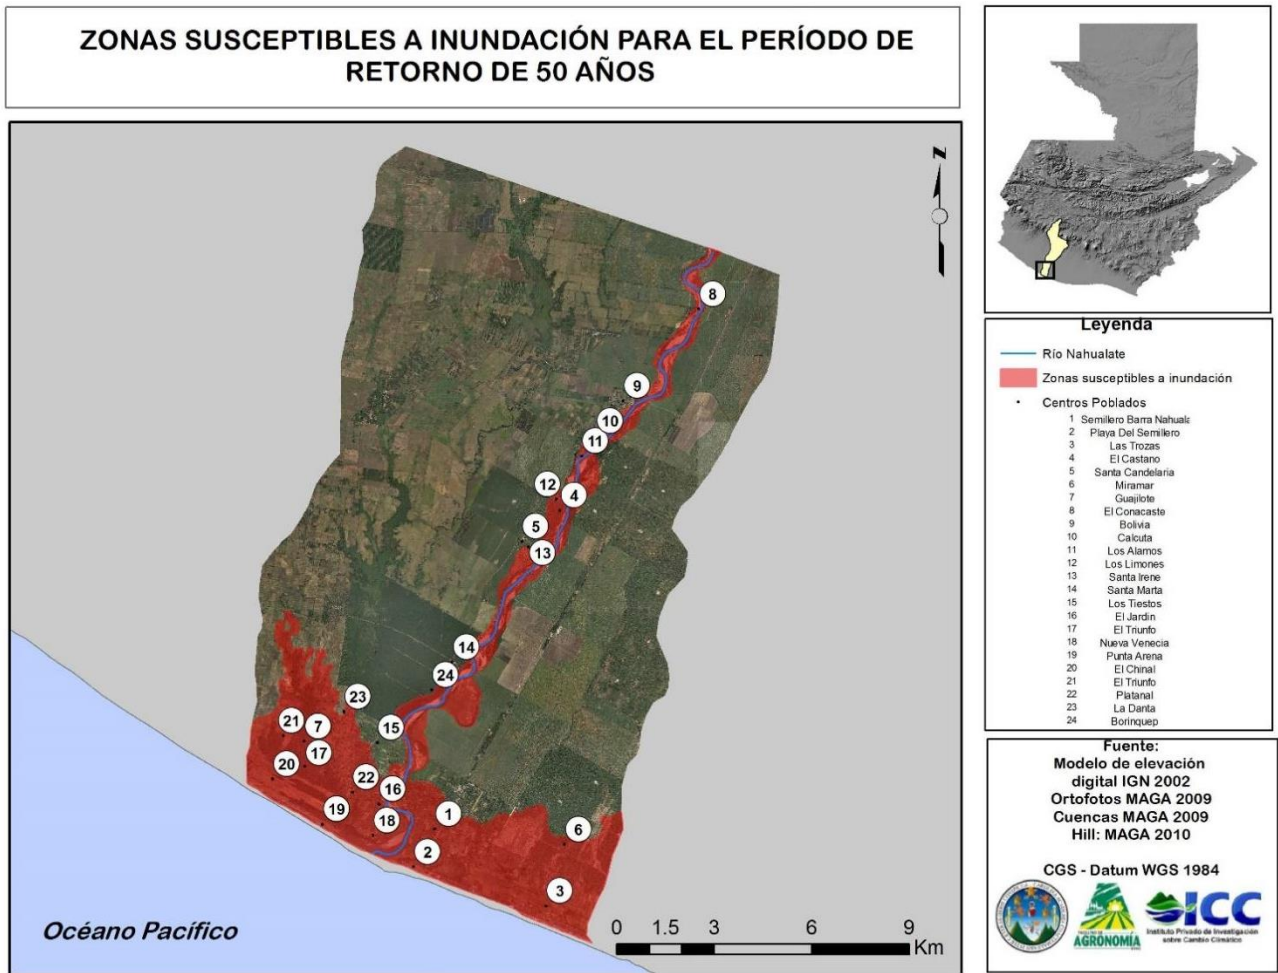 ZONAS SUSCEPTIBLES A INUNDACIÓN PARA EL PERÍODO DE
RETORNO DE 50 AÑOS
N
8
9
10
11
12
4
5
13
14
24
23
15
21
7
17
20
22
16
19
18
1
6
2
3
Océano Pacífico
0 1.5 3 6 9
Km
Leyenda
Río Nahualate
Zonas susceptibles a inundación
Centros Poblados
1 Semillero Barra Nahuala
2 Playa Del Semillero
3 Las Trozas
4 El Castano
5 Santa Candelaria
6 Miramar
7 Guajilote
8 El Conacaste
9 Bolivia
10 Calcuta
11 Los Alamos
12 Los Limones
13 Santa Irene
14 Santa Marta
15 Los Tiestos
16 El Jardin
17 El Triunfo
18 Nueva Venecia
19 Punta Arena
20 El Chinal
21 El Triunfo
22 Platanal
23 La Danta
24 Borinquep
Fuente:
Modelo de elevación
digital IGN 2002
Ortofotos MAGA 2009
Cuencas MAGA 2009
Hill: MAGA 2010
CGS - Datum WGS 1984
FACULTAD DE
AGRONOMÍA
ICC
Instituto Privado de Investigación
sobre Cambio Climático